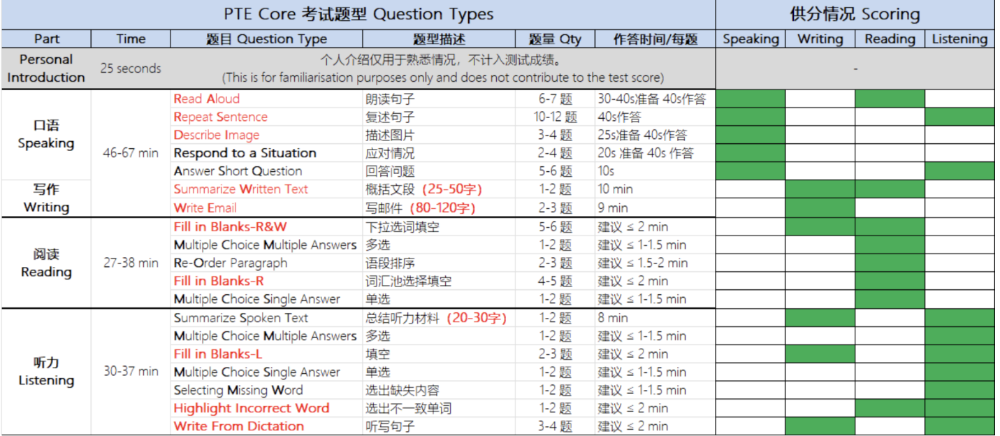 PTE Core 考试题型 Question Types 供分情况 Scoring
Part Time 题目 Question Type 题型描述 题量 Qty 作答时间/每题 Speaking Writing Reading Listening
Personal Introduction 25 seconds 个人介绍仅用于熟悉情况，不计入测试成绩。
(This is for familiarisation purposes only and does not contribute to the test score) -
口语 Speaking 46-67 min
Read Aloud 朗读句子 6-7 题 30-40s准备 40s作答
Repeat Sentence 复述句子 10-12 题 40s作答
Describe Image 描述图片 3-4 题 25s准备 40s作答
Respond to a Situation 应对情况 2-4 题 20s 准备 40s 作答
Answer Short Question 回答问题 5-6 题 10s
写作 Writing
Summarize Written Text 概括文段（25-50字） 1-2 题 10 min
Write Email 写邮件（80-120字） 2-3 题 9 min
阅读 Reading 27-38 min
Fill in Blanks-R&W 下拉选词填空 5-6 题 建议 ≤ 2 min
Multiple Choice Multiple Answers 多选 1-2 题 建议 ≤ 1-1.5 min
Re-Order Paragraph 语段排序 2-3 题 建议 ≤ 1.5-2 min
Fill in Blanks-R 词汇池选择填空 4-5 题 建议 ≤ 2 min
Multiple Choice Single Answer 单选 1-2 题 建议 ≤ 1-1.5 min
听力 Listening 30-37 min
Summarize Spoken Text 总结听力材料（20-30字） 1-2 题 8 min
Multiple Choice Multiple Answers 多选 1-2 题 建议 ≤ 1-1.5 min
Fill in Blanks-L 填空 2-3 题 建议 ≤ 2 min
Multiple Choice Single Answer 单选 1-2 题 建议 ≤ 1-1.5 min
Selecting Missing Word 选出缺失内容 1-2 题 建议 ≤ 1-1.5 min
Highlight Incorrect Word 选出不一致单词 1-2 题 建议 ≤ 2 min
Write From Dictation 听写句子 3-4 题 建议 ≤ 2 min